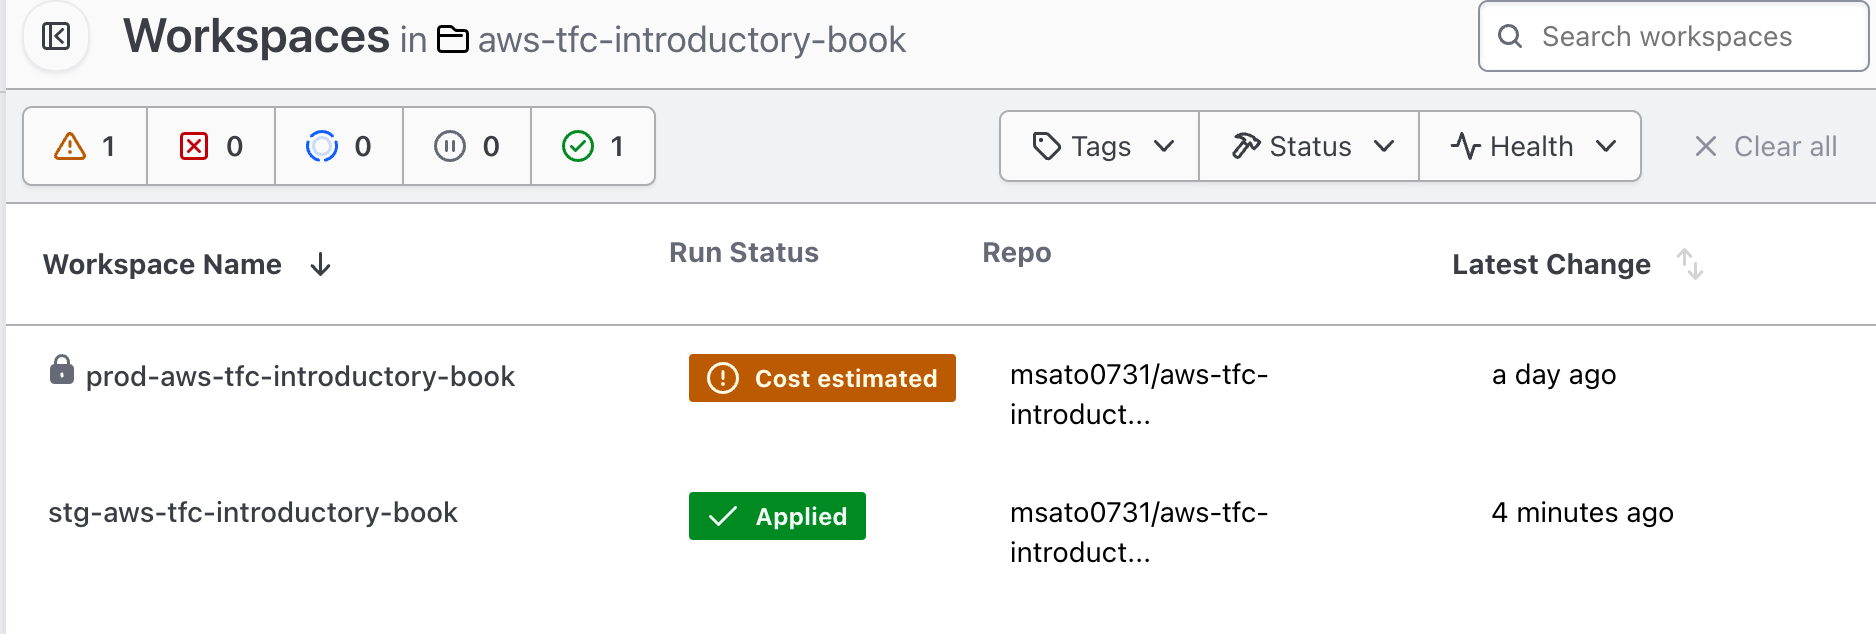 Workspaces in aws-tfc-introductory-book
Search workspaces
1 0 0 0 1
Tags Status Health Clear all
Workspace Name Run Status Repo Latest Change
prod-aws-tfc-introductory-book Cost estimated msato0731/aws-tfc- a day ago
introduct...
stg-aws-tfc-introductory-book Applied msato0731/aws-tfc- 4 minutes ago
introduct...